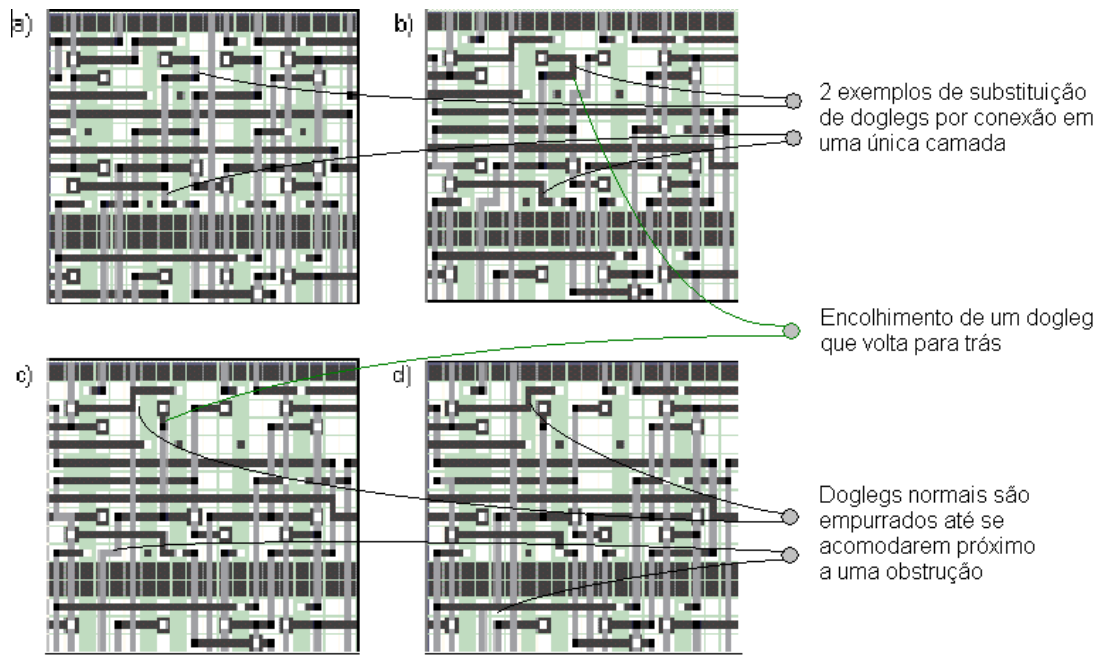 a)
b)
2 exemplos de substituição
de doglegs por conexão em
uma única camada
Encolhimento de um dogleg
que volta para trás
c)
d)
Doglegs normais são
empurrados até se
acomodarem próximo
a uma obstrução